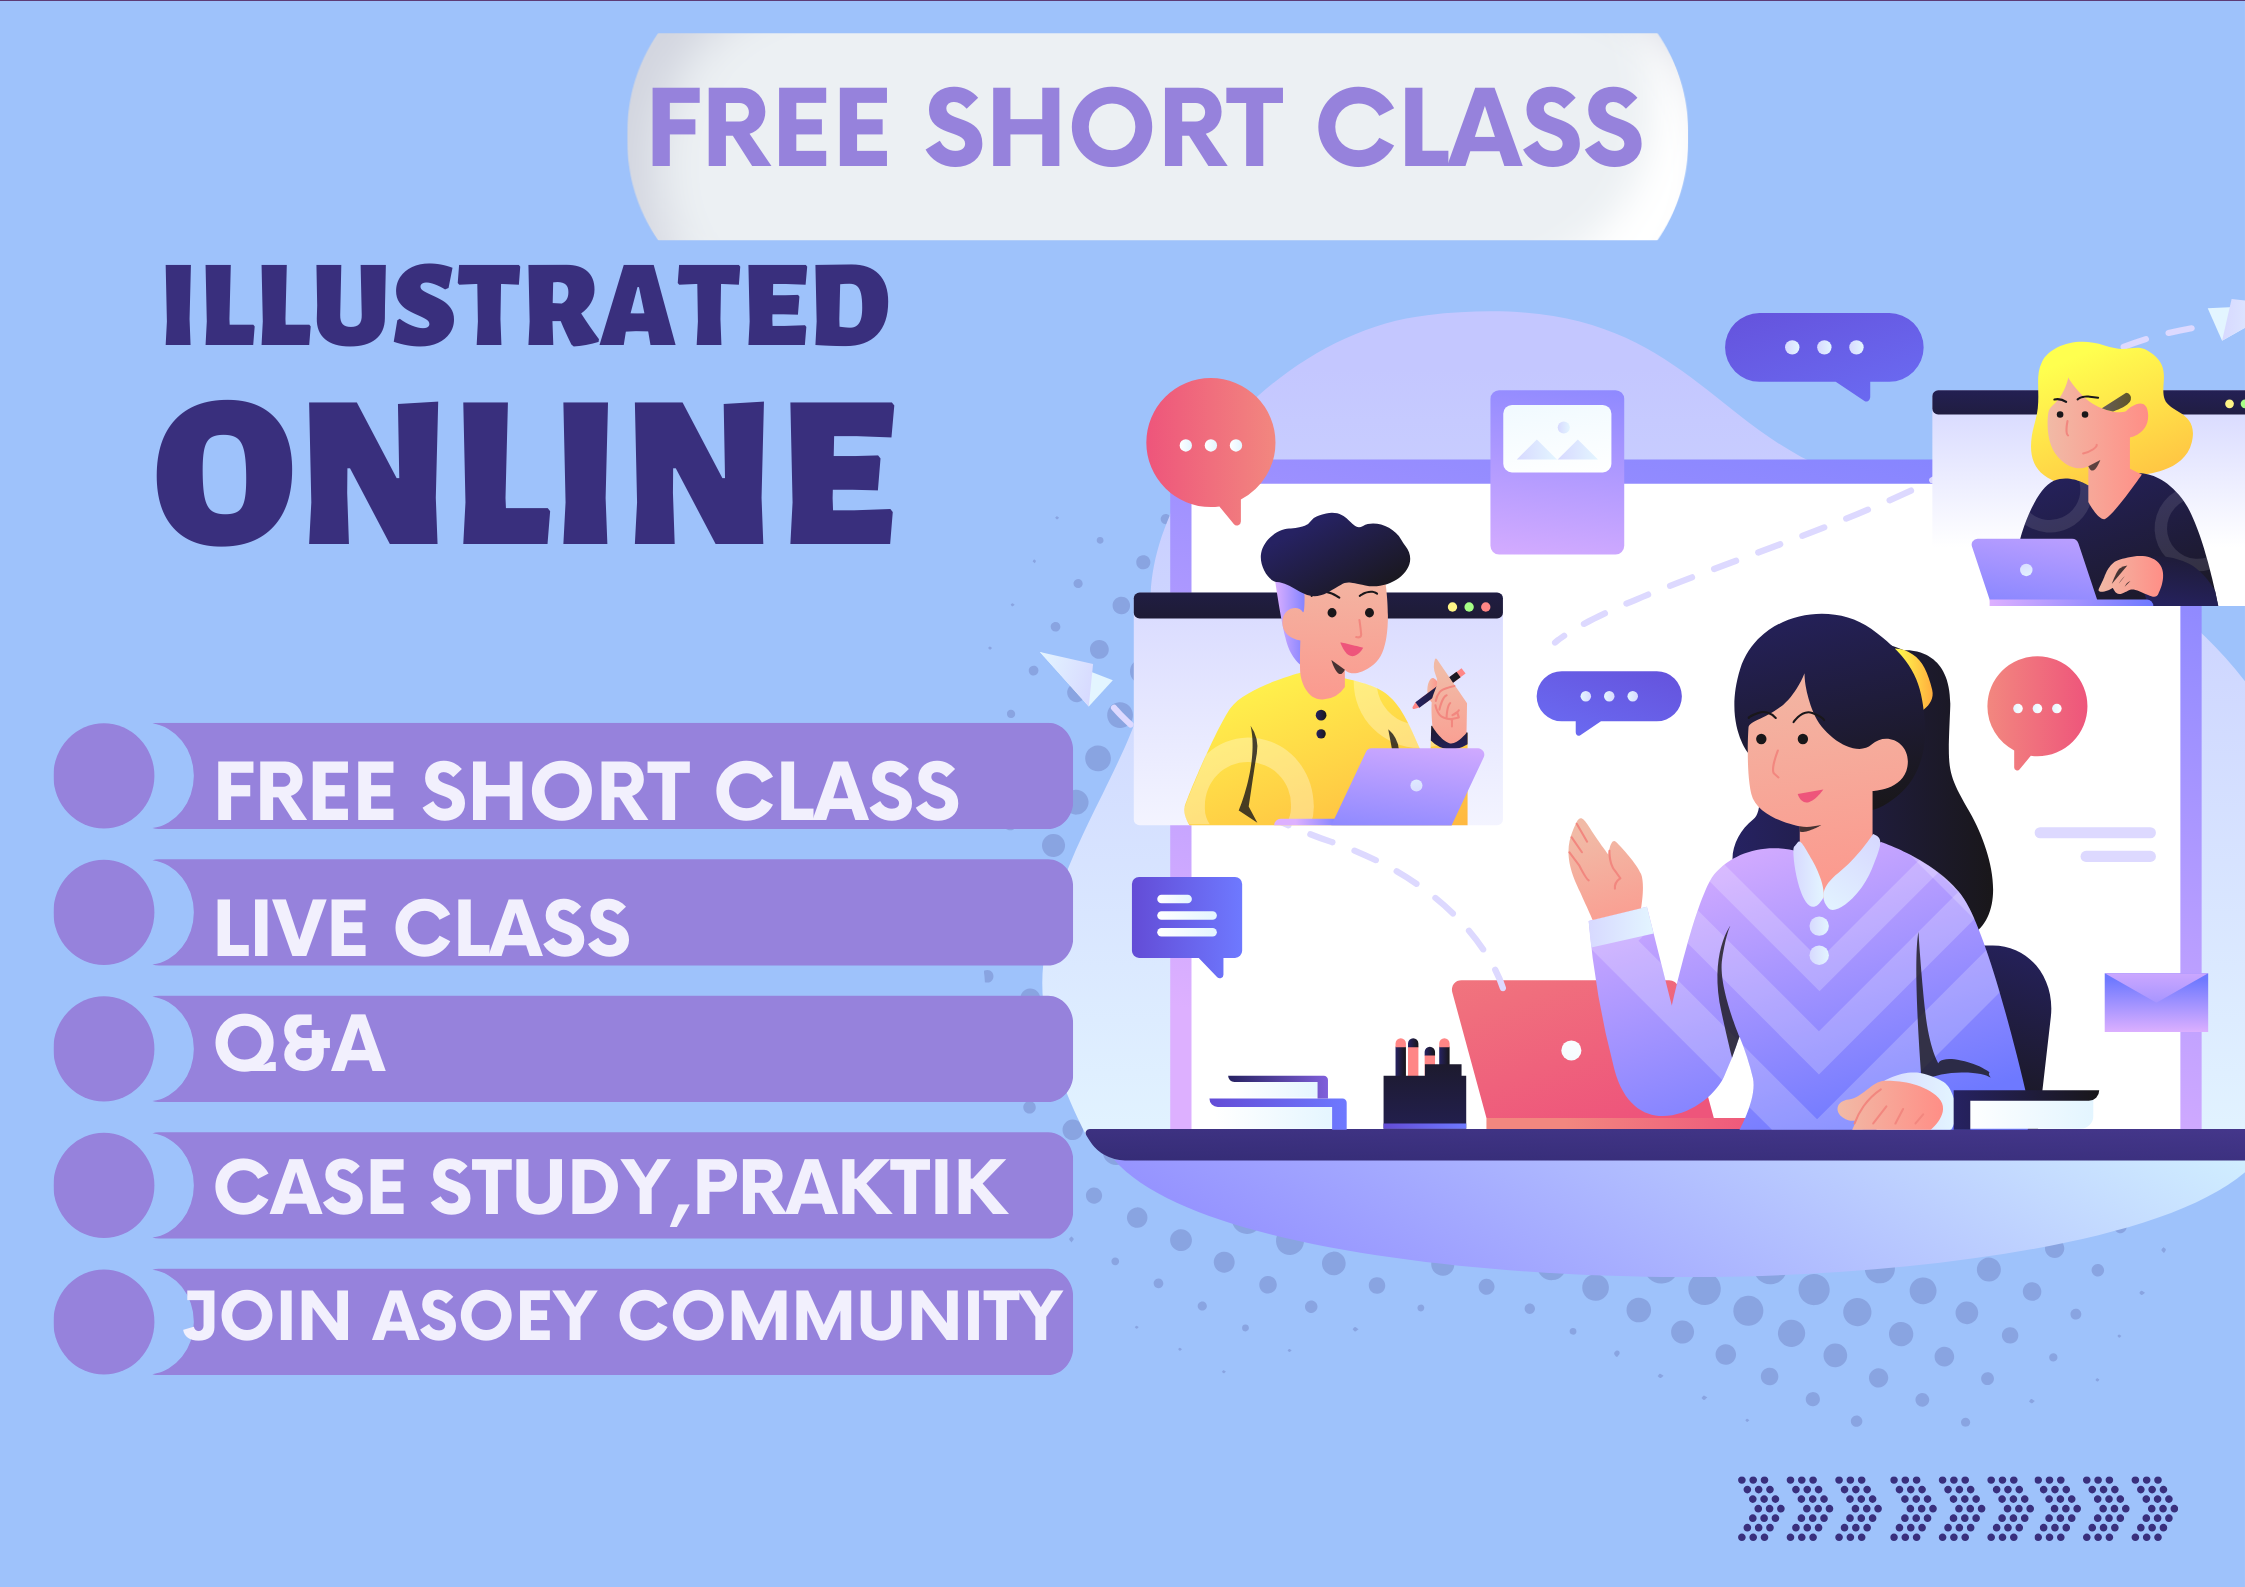 FREE SHORT CLASS
ILLUSTRATED
ONLINE
FREE SHORT CLASS
LIVE CLASS
Q&A
CASE STUDY,PRAKTIK
JOIN ASOEY COMMUNITY